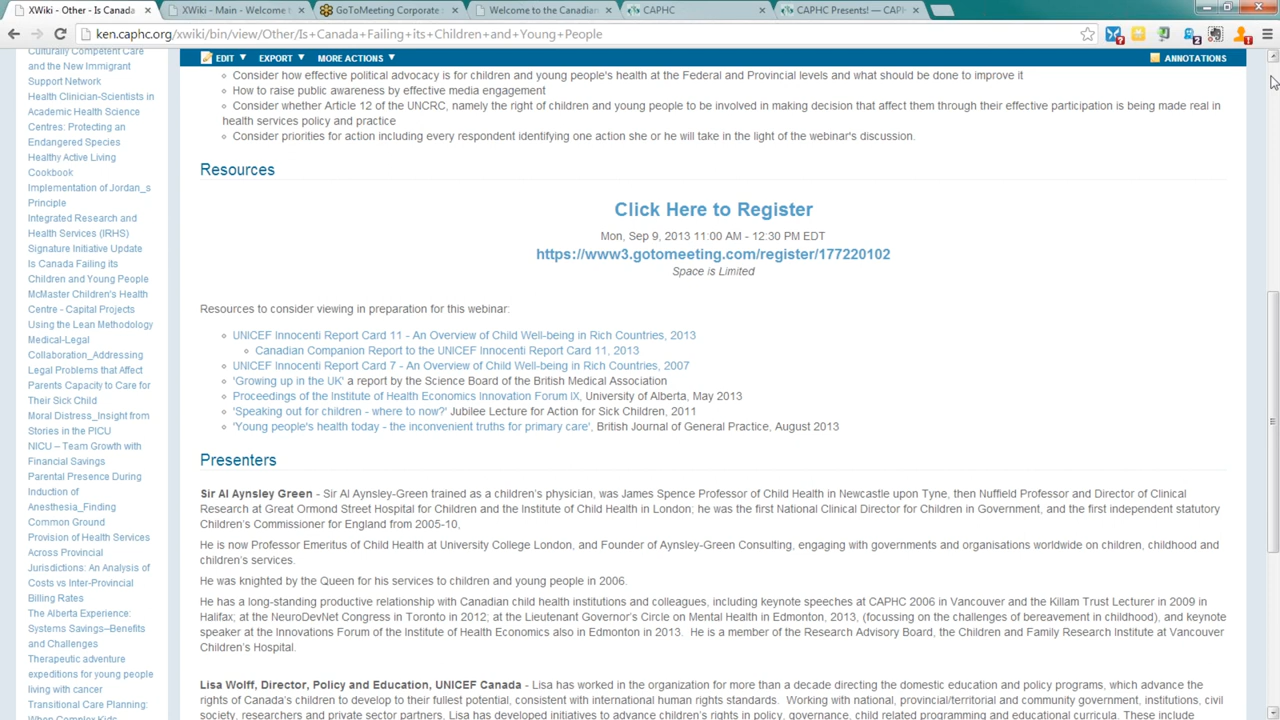 XWiki - Other - Is Canada
XWiki - Main - Welcome t
GoToMeeting Corporate
Welcome to the Canadian
CAPHC
CAPHC Presents! — CAPH
ken.caphc.org/xwiki/bin/view/Other/Is+Canada+Failing+its+Children+and+Young+People
EDIT
EXPORT
MORE ACTIONS
ANNOTATIONS
Culturally Competent Care
and the New Immigrant
Support Network
Health Clinician-Scientists in
Academic Health Science
Centres: Protecting an
Endangered Species
Healthy Active Living
Cookbook
Implementation of Jordan_s
Principle
Integrated Research and
Health Services (IRHS)
Signature Initiative Update
Is Canada Failing its
Children and Young People
McMaster Children's Health
Centre - Capital Projects
Using the Lean Methodology
Medical-Legal
Collaboration_Addressing
Legal Problems that Affect
Parents Capacity to Care for
Their Sick Child
Moral Distress_Insight from
Stories in the PICU
NICU – Team Growth with
Financial Savings
Parental Presence During
Induction of
Anesthesia_Finding
Common Ground
Provision of Health Services
Across Provincial
Jurisdictions: An Analysis of
Costs vs Inter-Provincial
Billing Rates
The Alberta Experience:
Systems Savings–Benefits
and Challenges
Therapeutic adventure
expeditions for young people
living with cancer
Transitional Care Planning:
When Complex Kids
Consider how effective political advocacy is for children and young people's health at the Federal and Provincial levels and what should be done to improve it
How to raise public awareness by effective media engagement
Consider whether Article 12 of the UNCRC, namely the right of children and young people to be involved in making decision that affect them through their effective participation is being made real in
health services policy and practice
Consider priorities for action including every respondent identifying one action she or he will take in the light of the webinar's discussion.
Resources
Click Here to Register
Mon, Sep 9, 2013 11:00 AM - 12:30 PM EDT
https://www3.gotomeeting.com/register/177220102
Space is Limited
Resources to consider viewing in preparation for this webinar:
UNICEF Innocenti Report Card 11 - An Overview of Child Well-being in Rich Countries, 2013
Canadian Companion Report to the UNICEF Innocenti Report Card 11, 2013
UNICEF Innocenti Report Card 7 - An Overview of Child Well-being in Rich Countries, 2007
'Growing up in the UK' a report by the Science Board of the British Medical Association
Proceedings of the Institute of Health Economics Innovation Forum IX, University of Alberta, May 2013
'Speaking out for children - where to now?' Jubilee Lecture for Action for Sick Children, 2011
'Young people's health today - the inconvenient truths for primary care', British Journal of General Practice, August 2013
Presenters
Sir Al Aynsley Green - Sir Al Aynsley-Green trained as a children's physician, was James Spence Professor of Child Health in Newcastle upon Tyne, then Nuffield Professor and Director of Clinical
Research at Great Ormond Street Hospital for Children and the Institute of Child Health in London; he was the first National Clinical Director for Children in Government, and the first independent statutory
Children's Commissioner for England from 2005-10,
He is now Professor Emeritus of Child Health at University College London, and Founder of Aynsley-Green Consulting, engaging with governments and organisations worldwide on children, childhood and
children's services.
He was knighted by the Queen for his services to children and young people in 2006.
He has a long-standing productive relationship with Canadian child health institutions and colleagues, including keynote speeches at CAPHC 2006 in Vancouver and the Killam Trust Lecturer in 2009 in
Halifax; at the NeuroDevNet Congress in Toronto in 2012; at the Lieutenant Governor's Circle on Mental Health in Edmonton, 2013, (focussing on the challenges of bereavement in childhood), and keynote
speaker at the Innovations Forum of the Institute of Health Economics also in Edmonton in 2013. He is a member of the Research Advisory Board, the Children and Family Research Institute at Vancouver
Children's Hospital.
Lisa Wolff, Director, Policy and Education, UNICEF Canada - Lisa has worked in the organization for more than a decade directing the domestic education and policy programs, which advance the
rights of Canada's children to develop to their fullest potential, consistent with international human rights standards. Working with national, provincial/territorial and community government, institutions, civil
society, researchers and private sector partners, Lisa has developed initiatives to advance children's rights in policy, governance, child related programming and educational curricula. These include